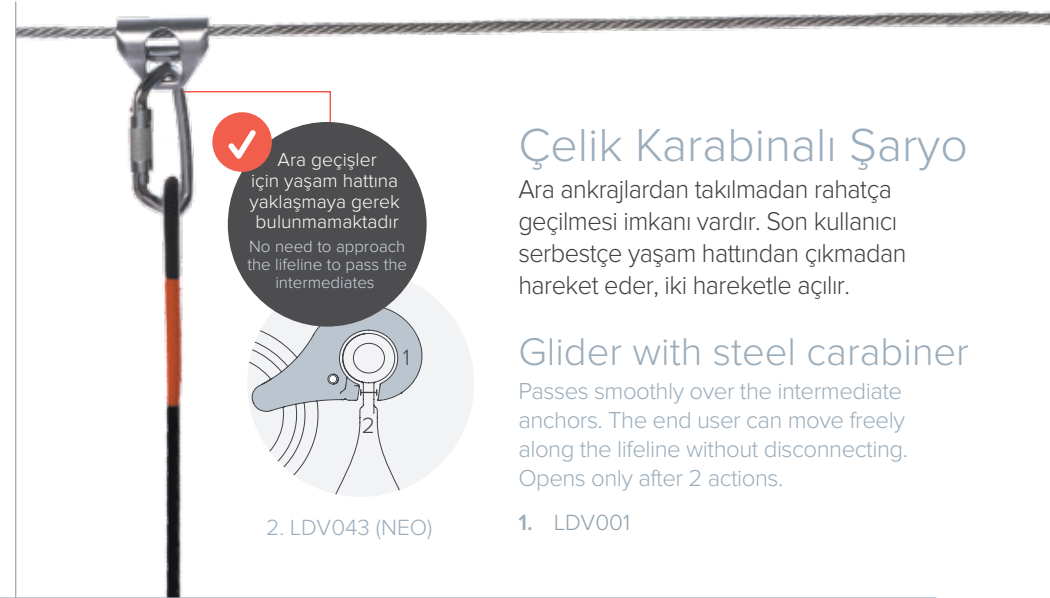 Ara geçişler
için yaşam hattına
yaklaşmaya gerek
bulunmamaktadır
No need to approach
the lifeline to pass the
intermediates
1
2
2. LDV043 (NEO)
Çelik Karabinalı Şaryo
Ara ankrajlardan takılmadan rahatça
geçilmesi imkanı vardır. Son kullanıcı
serbestçe yaşam hattından çıkmadan
hareket eder, iki hareketle açılır.
Glider with steel carabiner
Passes smoothly over the intermediate
anchors. The end user can move freely
along the lifeline without disconnecting.
Opens only after 2 actions.
1. LDV001